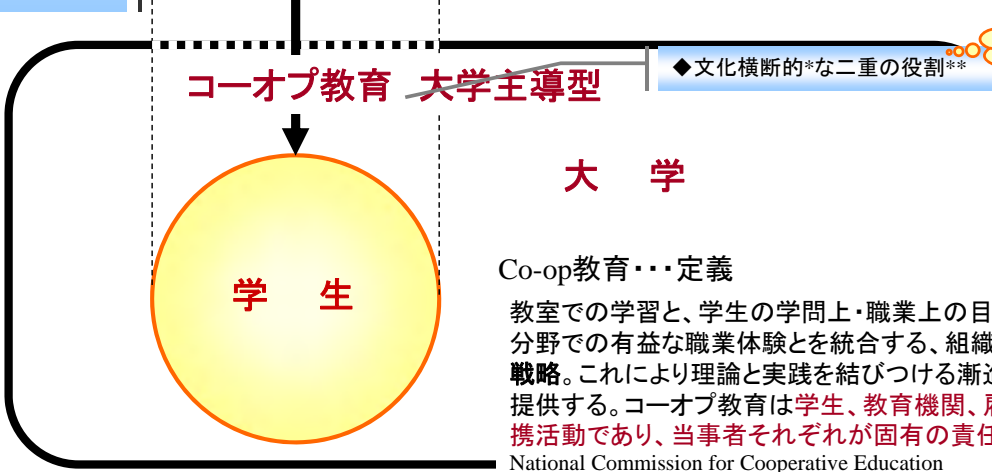 ◆文化横断的*な二重の役割**
コーオプ教育 大学主導型
大 学
学 生
Co-op教育・・・定義
教室での学習と、学生の学問上・職業上の目
分野での有益な職業体験とを統合する、組織
戦略。これにより理論と実践を結びつける漸進
提供する。コーオプ教育は学生、教育機関、雇
携活動であり、当事者それぞれが固有の責任
National Commission for Cooperative Education